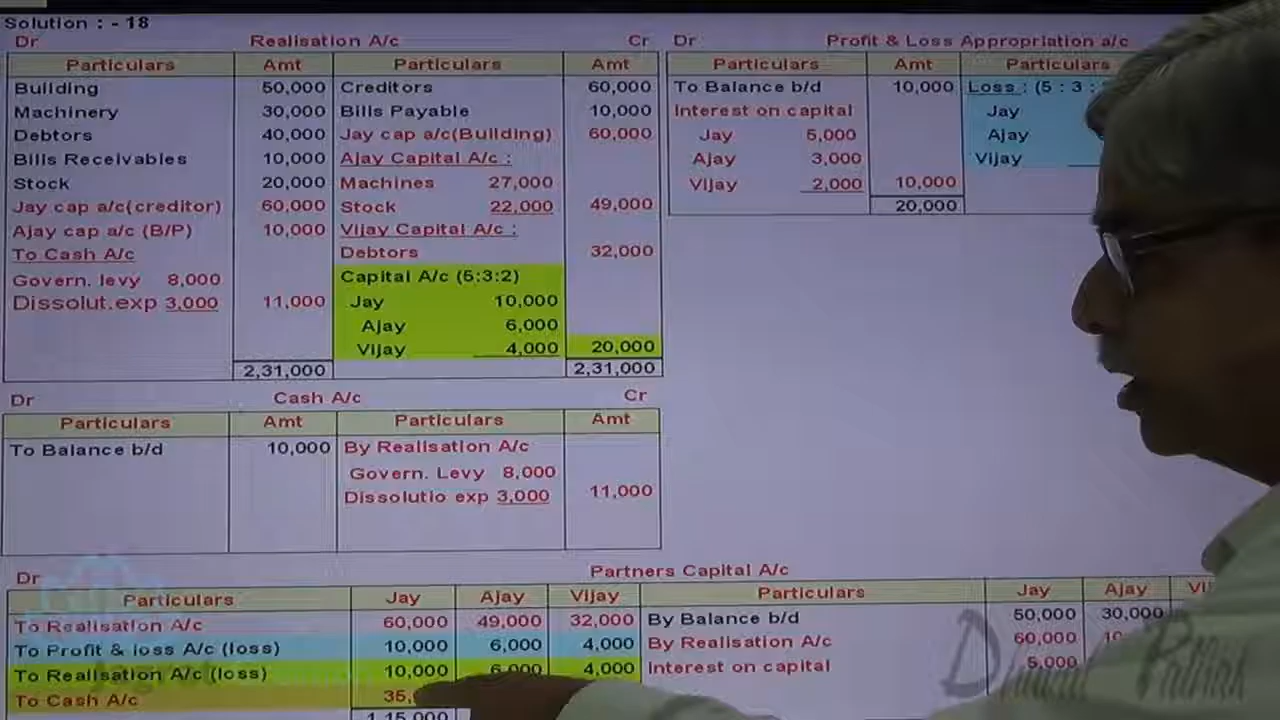 Solution : - 18
Dr Realisation A/c Cr
Particulars Amt Particulars Amt
Building 50,000 Creditors 60,000
Machinery 30,000 Bills Payable 10,000
Debtors 40,000 Jay cap a/c(Building) 60,000
Bills Receivables 10,000 Ajay Capital A/c :
Stock 20,000 Machines 27,000
Jay cap a/c(creditor) 60,000 Stock 22,000 49,000
Ajay cap a/c (B/P) 10,000 Vijay Capital A/c :
To Cash A/c Debtors 32,000
Govern. levy 8,000 Capital A/c (5:3:2)
Dissolut.exp 3,000 11,000 Jay 10,000
Ajay 6,000
Vijay 4,000 20,000
2,31,000 2,31,000
Dr Profit & Loss Appropriation a/c
Particulars Amt Particulars
To Balance b/d 10,000 Loss : (5 : 3 :
Interest on capital Jay
Jay 5,000 Ajay
Ajay 3,000 Vijay
Vijay 2,000 10,000
20,000
Dr Cash A/c Cr
Particulars Amt Particulars Amt
To Balance b/d 10,000 By Realisation A/c
Govern. Levy 8,000
Dissolutio exp 3,000 11,000
Dr Partners Capital A/c
Particulars Jay Ajay Vijay Particulars Jay Ajay
To Realisation A/c 60,000 49,000 32,000 By Balance b/d 50,000 30,000
To Profit & loss A/c (loss) 10,000 6,000 4,000 By Realisation A/c 60,000
To Realisation A/c (loss) 10,000 6,000 4,000 Interest on capital 5,000
To Cash A/c
1,15,000